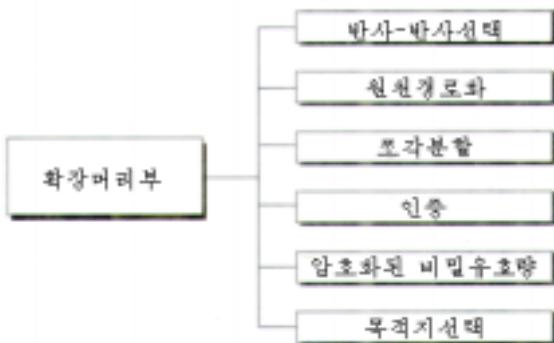 확장머리부
반사-반사선택
원천경로화
쪼각분할
인증
암호화된 비밀유효량
목적지선택